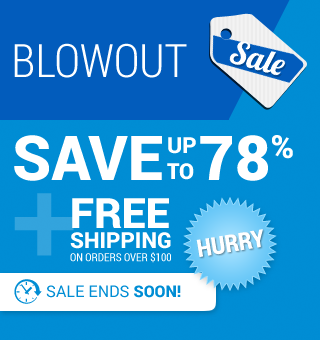 BLOWOUT
Sale
SAVE UP TO 78%
+ FREE
SHIPPING
ON ORDERS OVER $100
HURRY
SALE ENDS SOON!